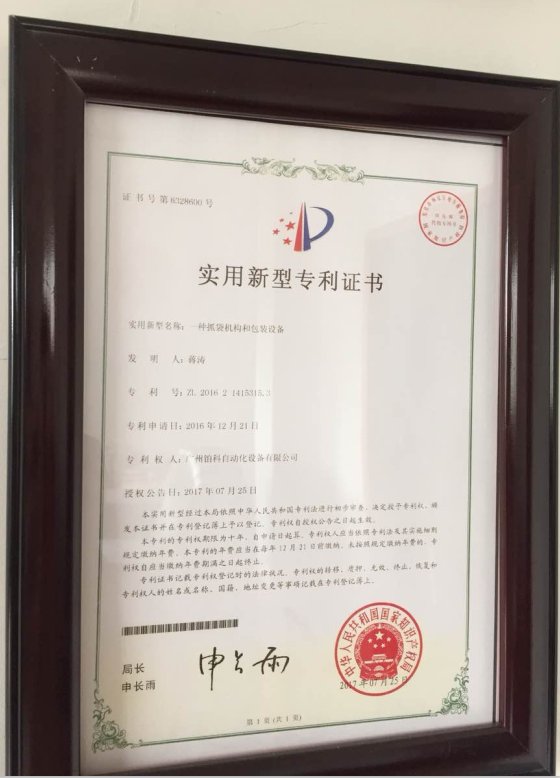 证书号第6328600号
实用新型专利证书
实用新型名称：一种抓袋机构和包装设备
发明人：蒋涛
专利号：ZL 2016 2 1415315.3
专利申请日：2016年12月21日
专利权人：广州铂科自动化设备有限公司
授权公告日：2017年07月25日
本实用新型经过本局依照中华人民共和国专利法进行初步审查，决定授予专利权，颁
发本证书并在专利登记簿上予以登记。专利权自授权公告之日起生效。
本专利的专利权期限为十年，自申请日起算。专利权人应当依照专利法及其实施细则
规定缴纳年费。本专利的年费应当在每年12月21日前缴纳。未按照规定缴纳年费的，专
利权自应当缴纳年费期满之日起终止。
专利证书记载专利权登记时的法律状况。专利权的转移、质押、无效、终止、恢复和
专利权人的姓名或名称、国籍、地址变更等事项记载在专利登记簿上。
局长
申长雨
申长雨
中华人民共和国国家知识产权局
2017年07月25日
第1页（共1页）